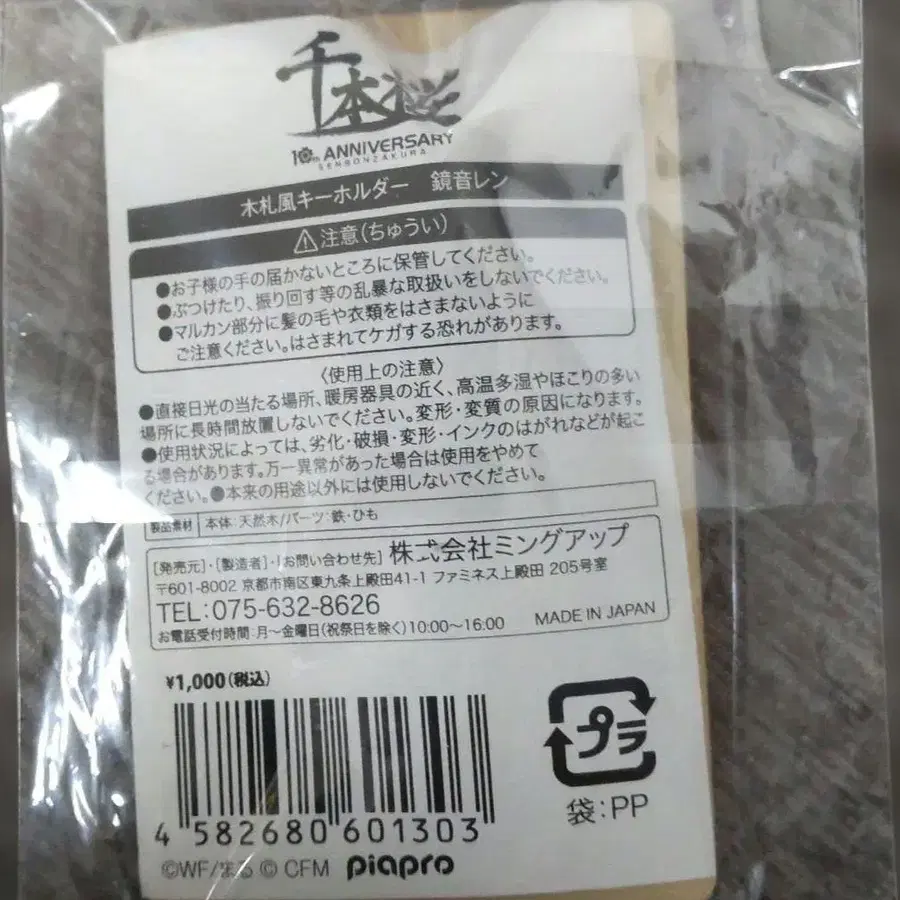 千本桜
10th ANNIVERSARY
SENBONZAKURA
木札風キーホルダー 鏡音レン
⚠注意(ちゅうい)
●お子様の手の届かないところに保管してください。
●ぶつけたり、振り回す等の乱暴な取扱いをしないでください。
●マルカン部分に髪の毛や衣類をはさまないように
ご注意ください。はさまれてケガする恐れがあります。
〈使用上の注意〉
●直接日光の当たる場所、暖房器具の近く、高温多湿やほこりの多い
場所に長時間放置しないでください。変形・変質の原因になります。
●使用状況によっては、劣化・破損・変形・インクのはがれなどが起こ
る場合があります。万一異常があった場合は使用をやめて
ください。●本来の用途以外には使用しないでください。
製品素材 本体:天然木/パーツ:鉄・ひも
[発売元]・[製造者]・[お問い合わせ先] 株式会社ミングアップ
〒601-8002 京都市南区東九条上殿田41-1 ファミネス上殿田 205号室
TEL:075-632-8626
お電話受付時間:月〜金曜日(祝祭日を除く)10:00〜16:00 MADE IN JAPAN
¥1,000(税込)
プラ
袋:PP
4 582680 601303
©WF/まる © CFM piapro